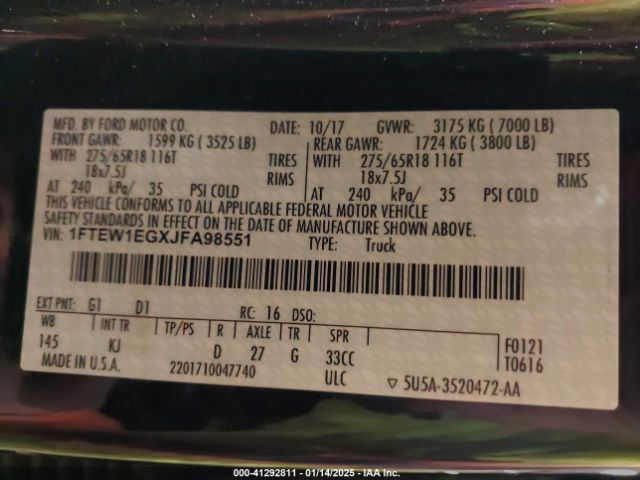 MFD. BY FORD MOTOR CO. DATE: 10/17 GVWR: 3175 KG ( 7000 LB)
FRONT GAWR: 1599 KG ( 3525 LB) REAR GAWR: 1724 KG ( 3800 LB)
WITH 275/65R18 116T TIRES WITH 275/65R18 116T TIRES
18x7.5J RIMS 18x7.5J RIMS
AT 240 kPa/ 35 PSI COLD AT 240 kPa/ 35 PSI COLD
THIS VEHICLE CONFORMS TO ALL APPLICABLE FEDERAL MOTOR VEHICLE
SAFETY STANDARDS IN EFFECT ON THE DATE OF MANUFACTURE SHOWN ABOVE.
VIN: 1FTEW1EGXJFA98551 TYPE: Truck
EXT PNT: G1 D1 RC: 16 DSO:
WB INT TR TP/PS R AXLE TR SPR F0121
145 KJ D 27 G 33CC T0616
MADE IN U.S.A. 2201710047740 ULC ▽ 5U5A-3520472-AA
000-41292811 - 01/14/2025 - IAA Inc.